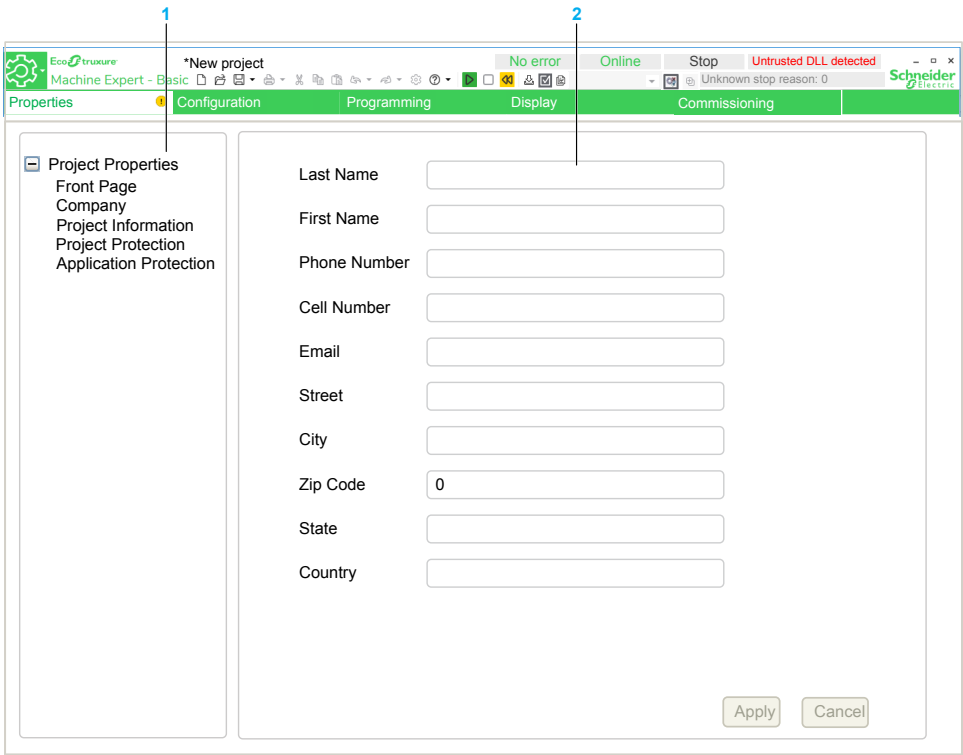 1 2
EcoStruxure
Machine Expert - Basic
*New project
No error Online Stop Untrusted DLL detected
Unknown stop reason: 0
Schneider
Electric
Properties Configuration Programming Display Commissioning
Project Properties
Front Page
Company
Project Information
Project Protection
Application Protection
Last Name
First Name
Phone Number
Cell Number
Email
Street
City
Zip Code 0
State
Country
Apply Cancel